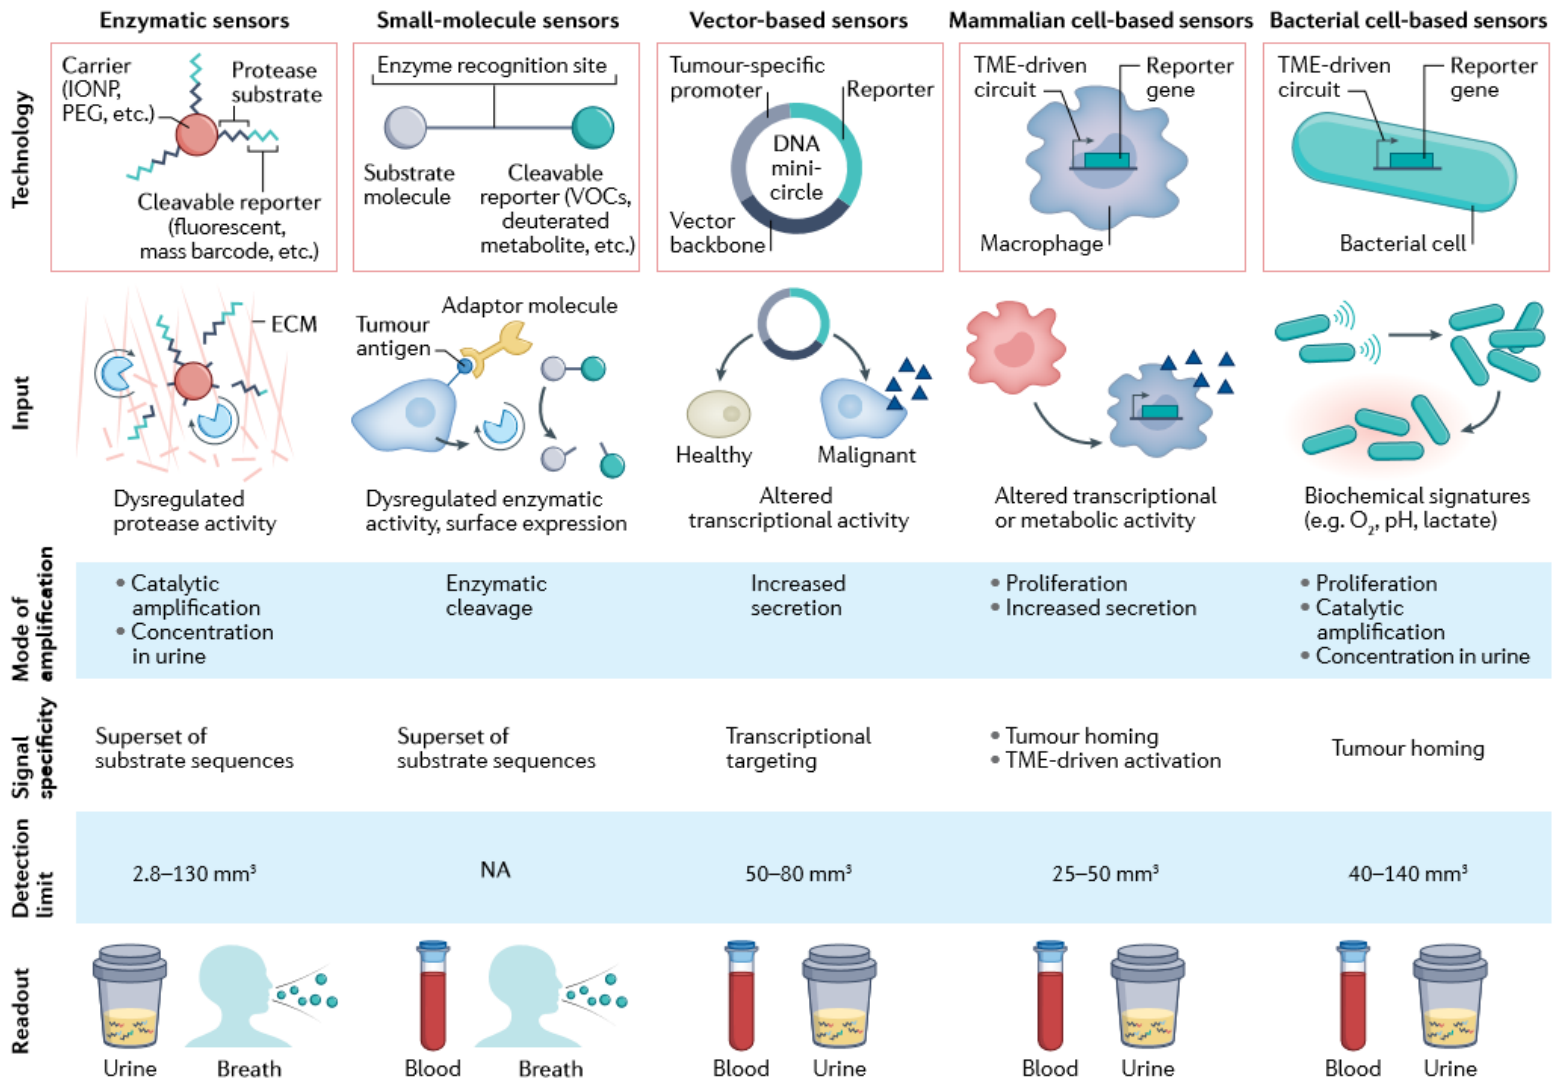 Enzymatic sensors
Small-molecule sensors
Vector-based sensors
Mammalian cell-based sensors
Bacterial cell-based sensors
Technology
Carrier
(IONP,
PEG, etc.)
Protease
substrate
Cleavable reporter
(fluorescent,
mass barcode, etc.)
Enzyme recognition site
Substrate
molecule
Cleavable
reporter (VOCs,
deuterated
metabolite, etc.)
Tumour-specific
promoter
Reporter
DNA
mini-
circle
Vector
backbone
TME-driven
circuit
Reporter
gene
Macrophage
TME-driven
circuit
Reporter
gene
Bacterial cell
Input
ECM
Dysregulated
protease activity
Adaptor molecule
Tumour
antigen
Dysregulated enzymatic
activity, surface expression
Healthy
Malignant
Altered
transcriptional activity
Altered transcriptional
or metabolic activity
Biochemical signatures
(e.g. O₂, pH, lactate)
Mode of
amplification
• Catalytic
amplification
• Concentration
in urine
Enzymatic
cleavage
Increased
secretion
• Proliferation
• Increased secretion
• Proliferation
• Catalytic
amplification
• Concentration in urine
Signal
specificity
Superset of
substrate sequences
Superset of
substrate sequences
Transcriptional
targeting
• Tumour homing
• TME-driven activation
Tumour homing
Detection
limit
2.8–130 mm³
NA
50–80 mm³
25–50 mm³
40–140 mm³
Readout
Urine
Breath
Blood
Breath
Blood
Urine
Blood
Urine
Blood
Urine